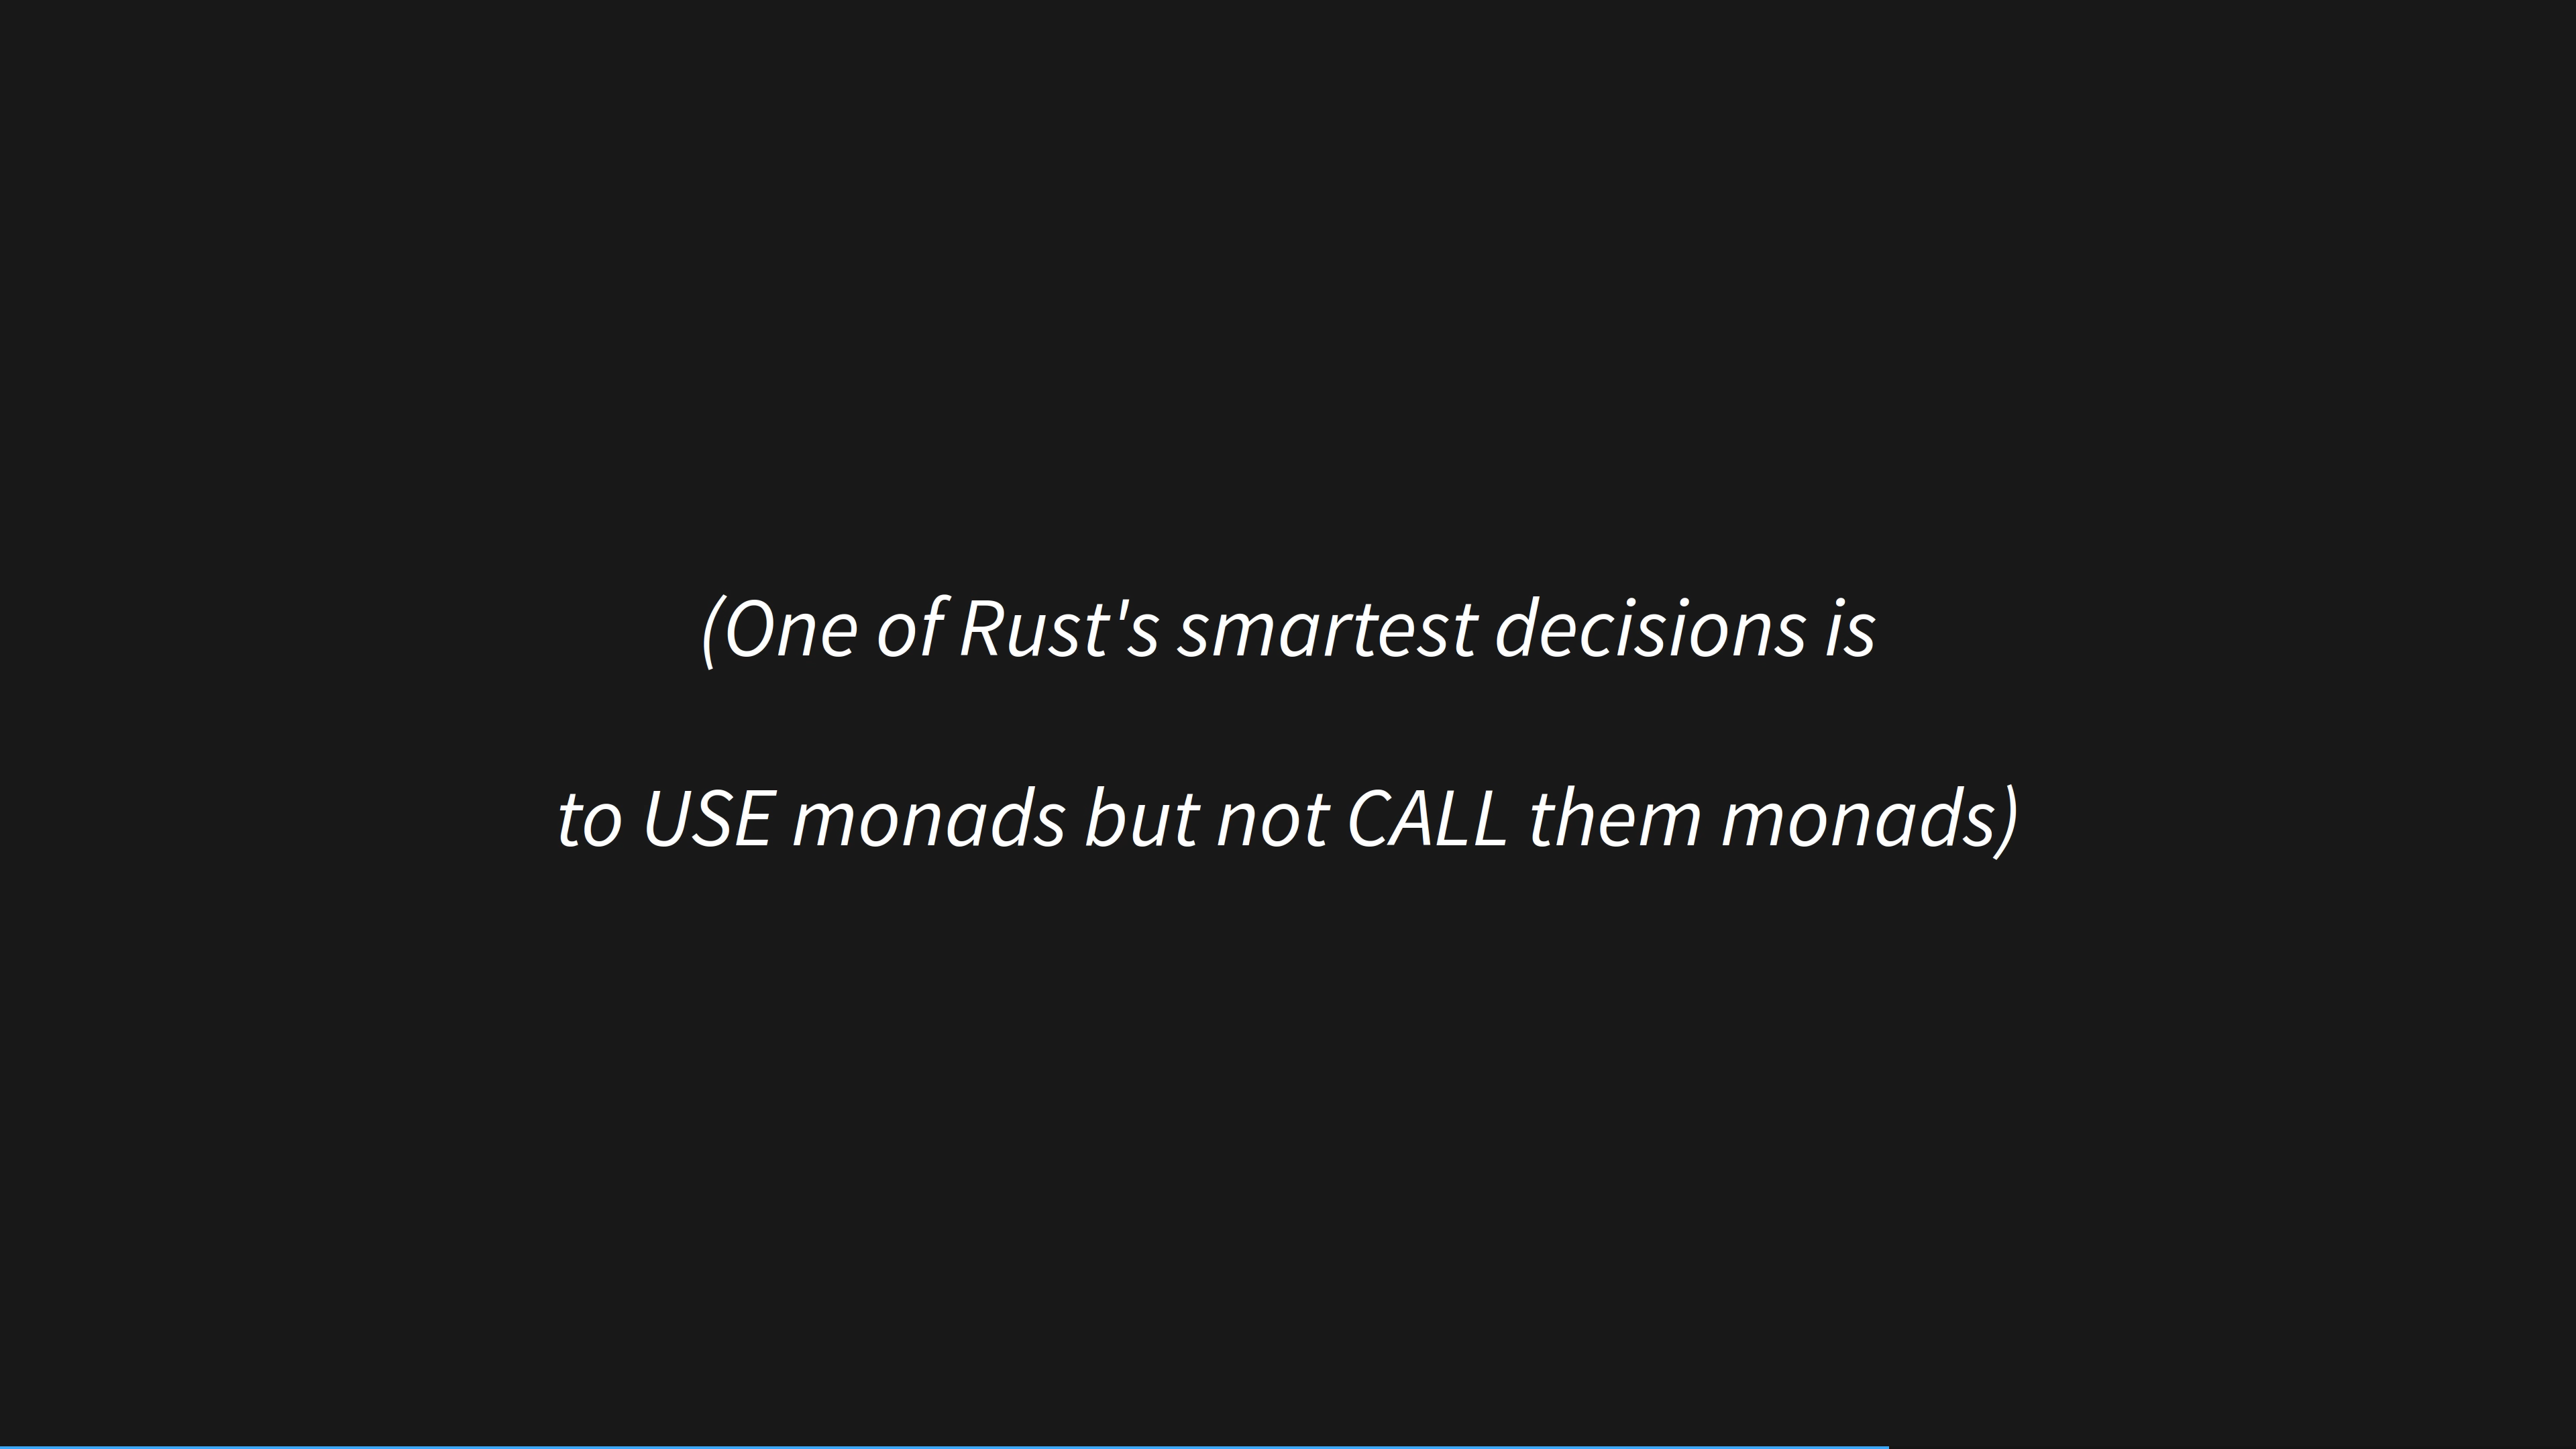 (One of Rust's smartest decisions is
to USE monads but not CALL them monads)